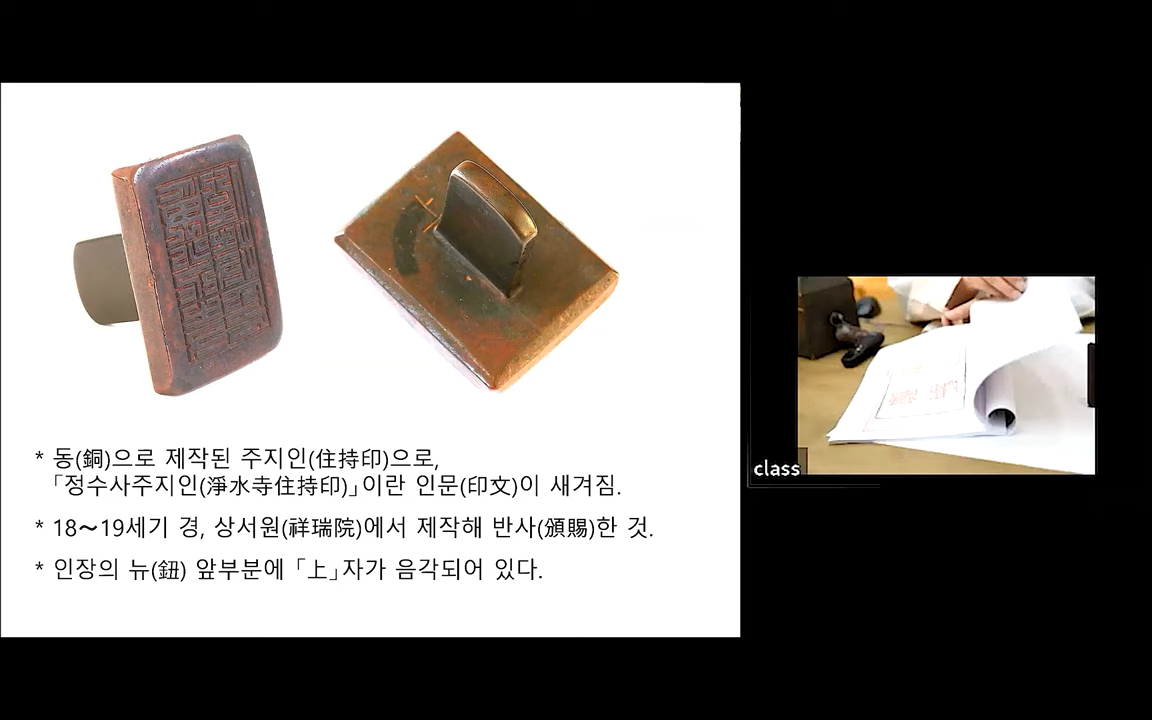 * 동(銅)으로 제작된 주지인(住持印)으로,
「정수사주지인(淨水寺住持印)」이란 인문(印文)이 새겨짐.
* 18~19세기 경, 상서원(祥瑞院)에서 제작해 반사(頒賜)한 것.
* 인장의 뉴(鈕) 앞부분에 「上」자가 음각되어 있다.
class